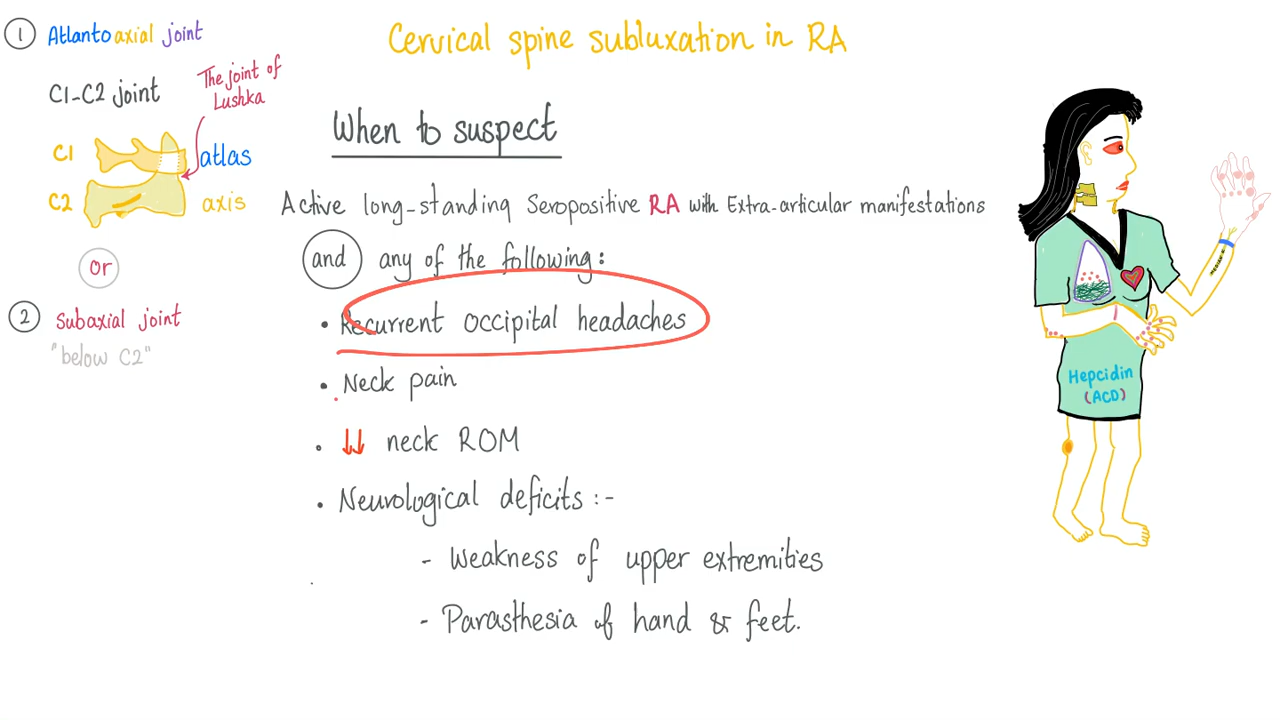 Cervical spine subluxation in RA
1 Atlantoaxial joint
C1-C2 joint
The joint of
Lushka
C1 atlas
C2 axis
or
2 Subaxial joint
"below C2"
When to suspect
Active long-standing Seropositive RA with Extra-articular manifestations
and any of the following:
• Recurrent occipital headaches
• Neck pain
• ↓↓ neck ROM
• Neurological deficits :-
- Weakness of upper extremities
- Parasthesia of hand & feet.
Hepcidin
(ACD)